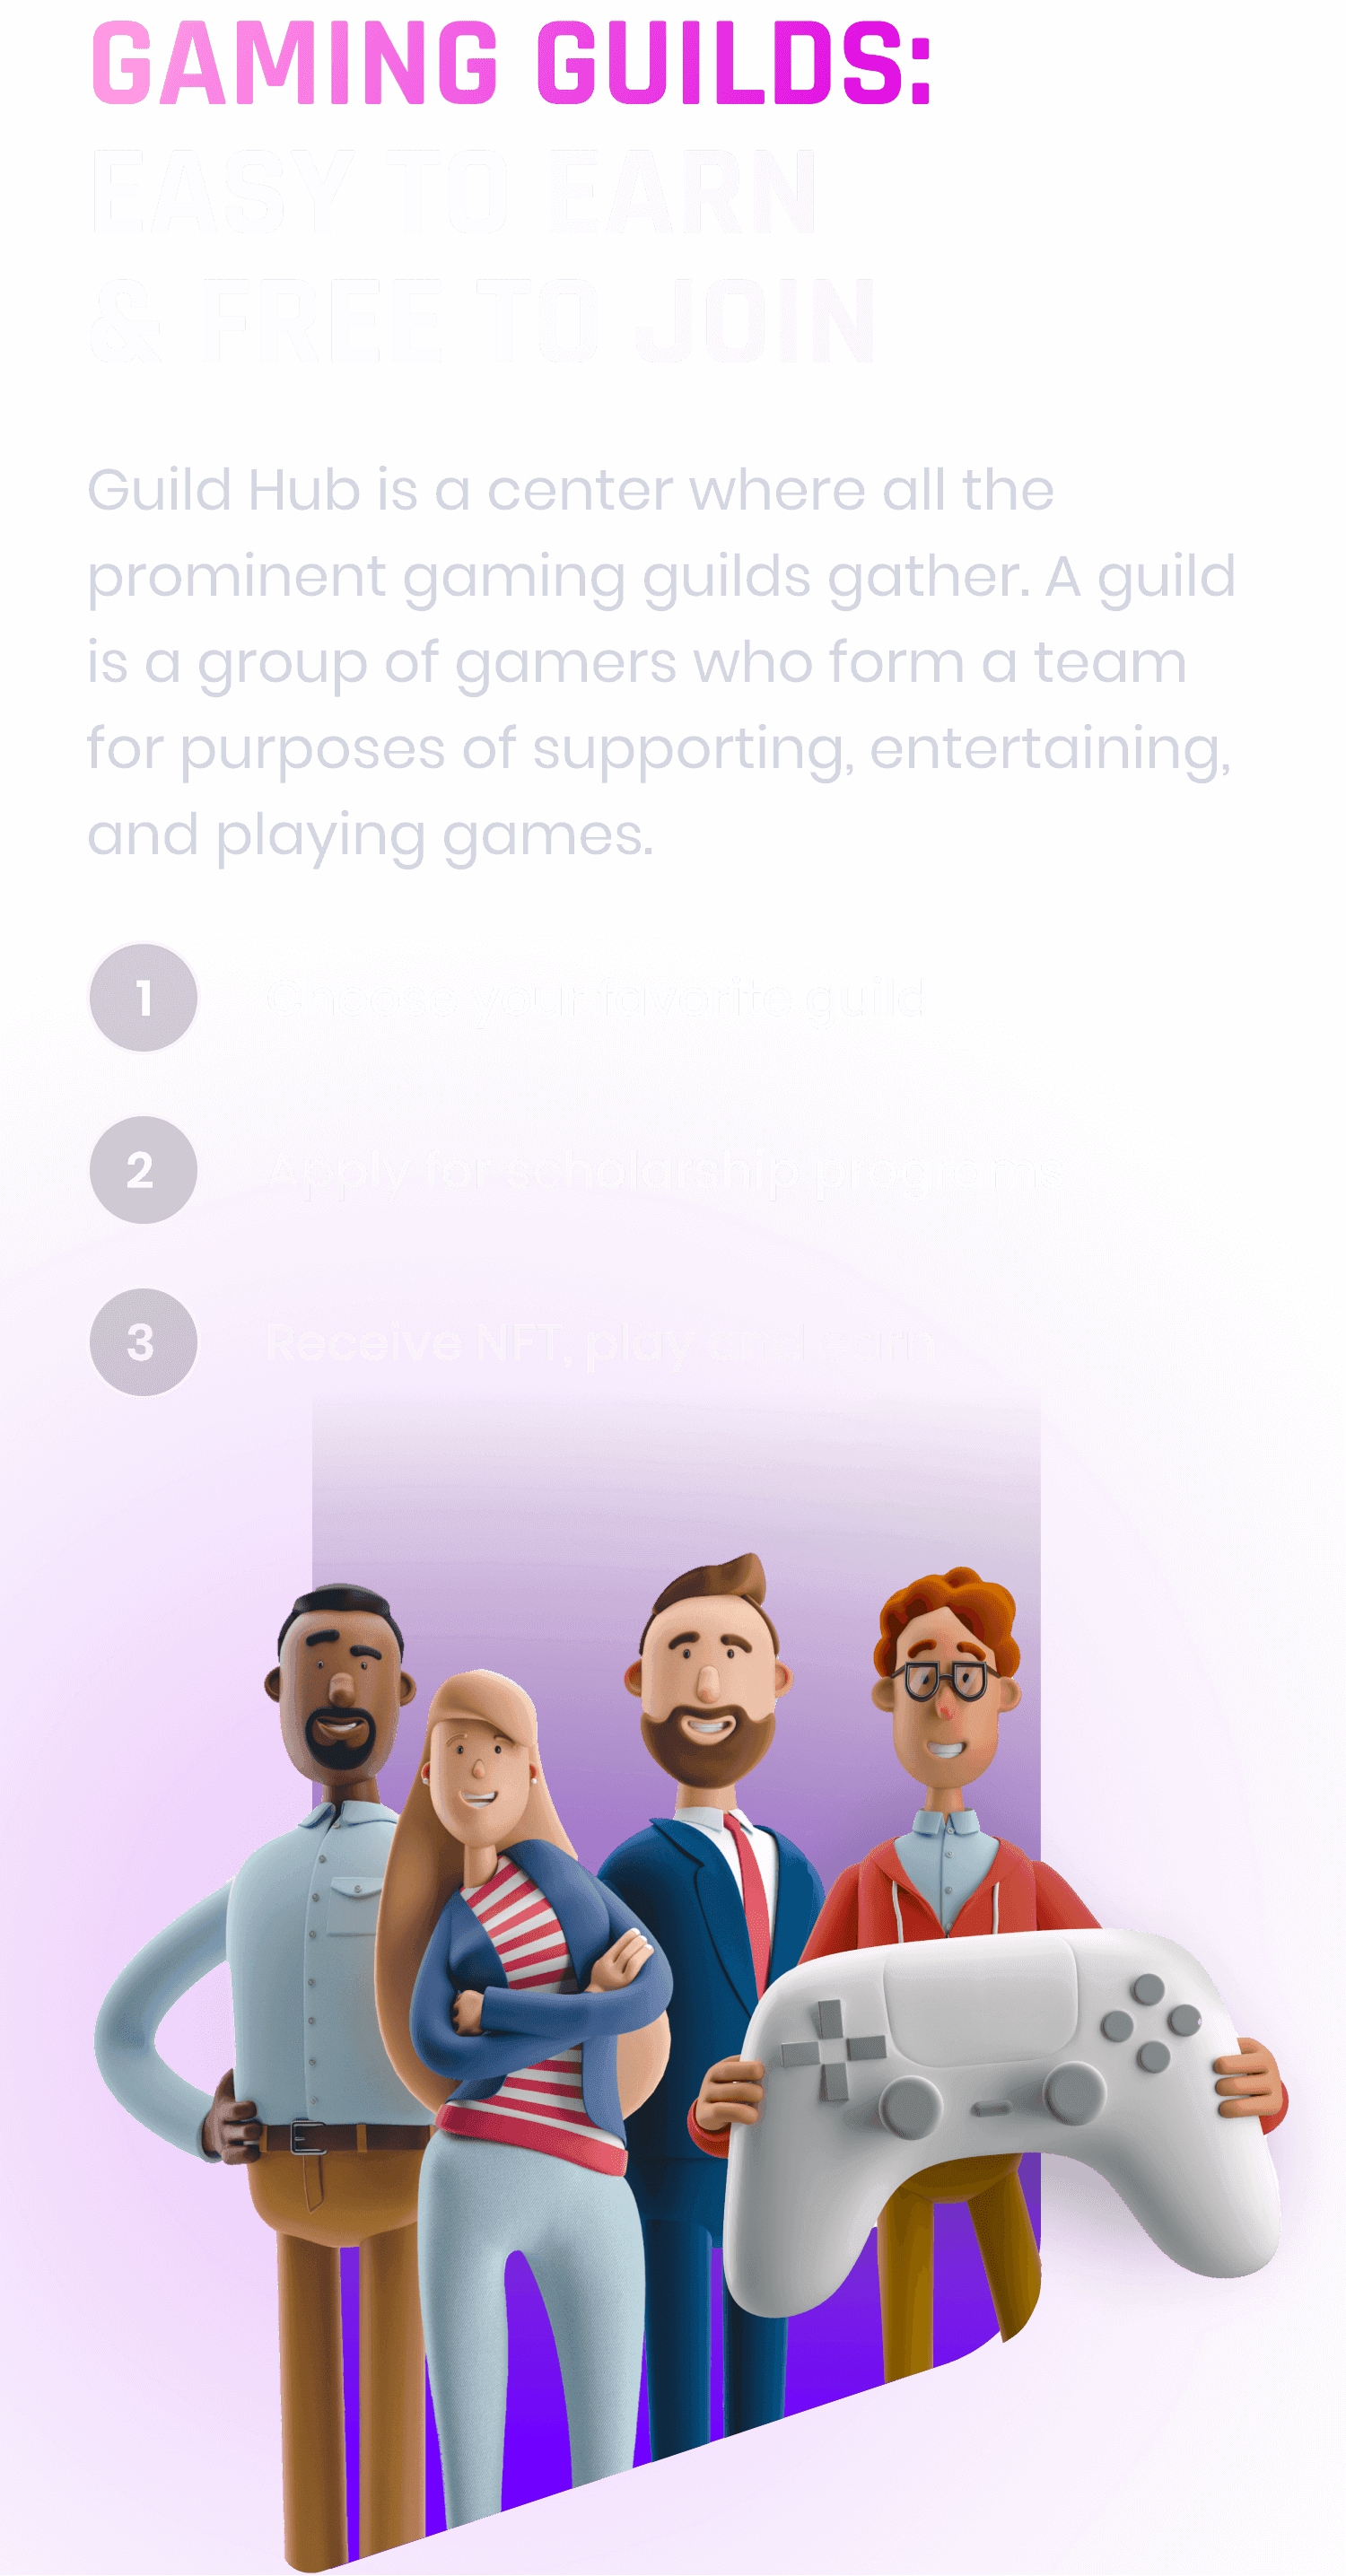 GAMING GUILDS:
EASY TO EARN
& FREE TO JOIN
Guild Hub is a center where all the
prominent gaming guilds gather. A guild
is a group of gamers who form a team
for purposes of supporting, entertaining,
and playing games.
1 Choose your favorite guild
2 Apply for scholarship programs
3 Receive NFT, play and earn